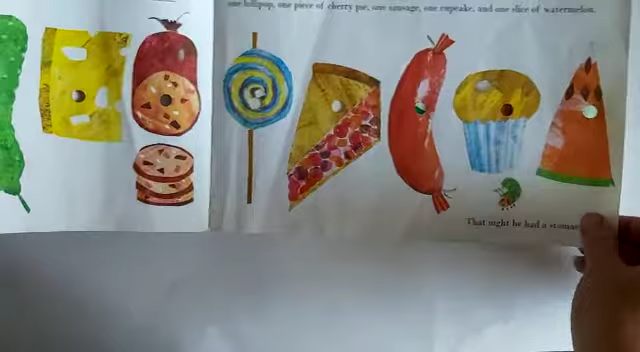 one lollipop, one piece of cherry pie, one sausage, one cupcake, and one slice of watermelon.
That night he had a stomac